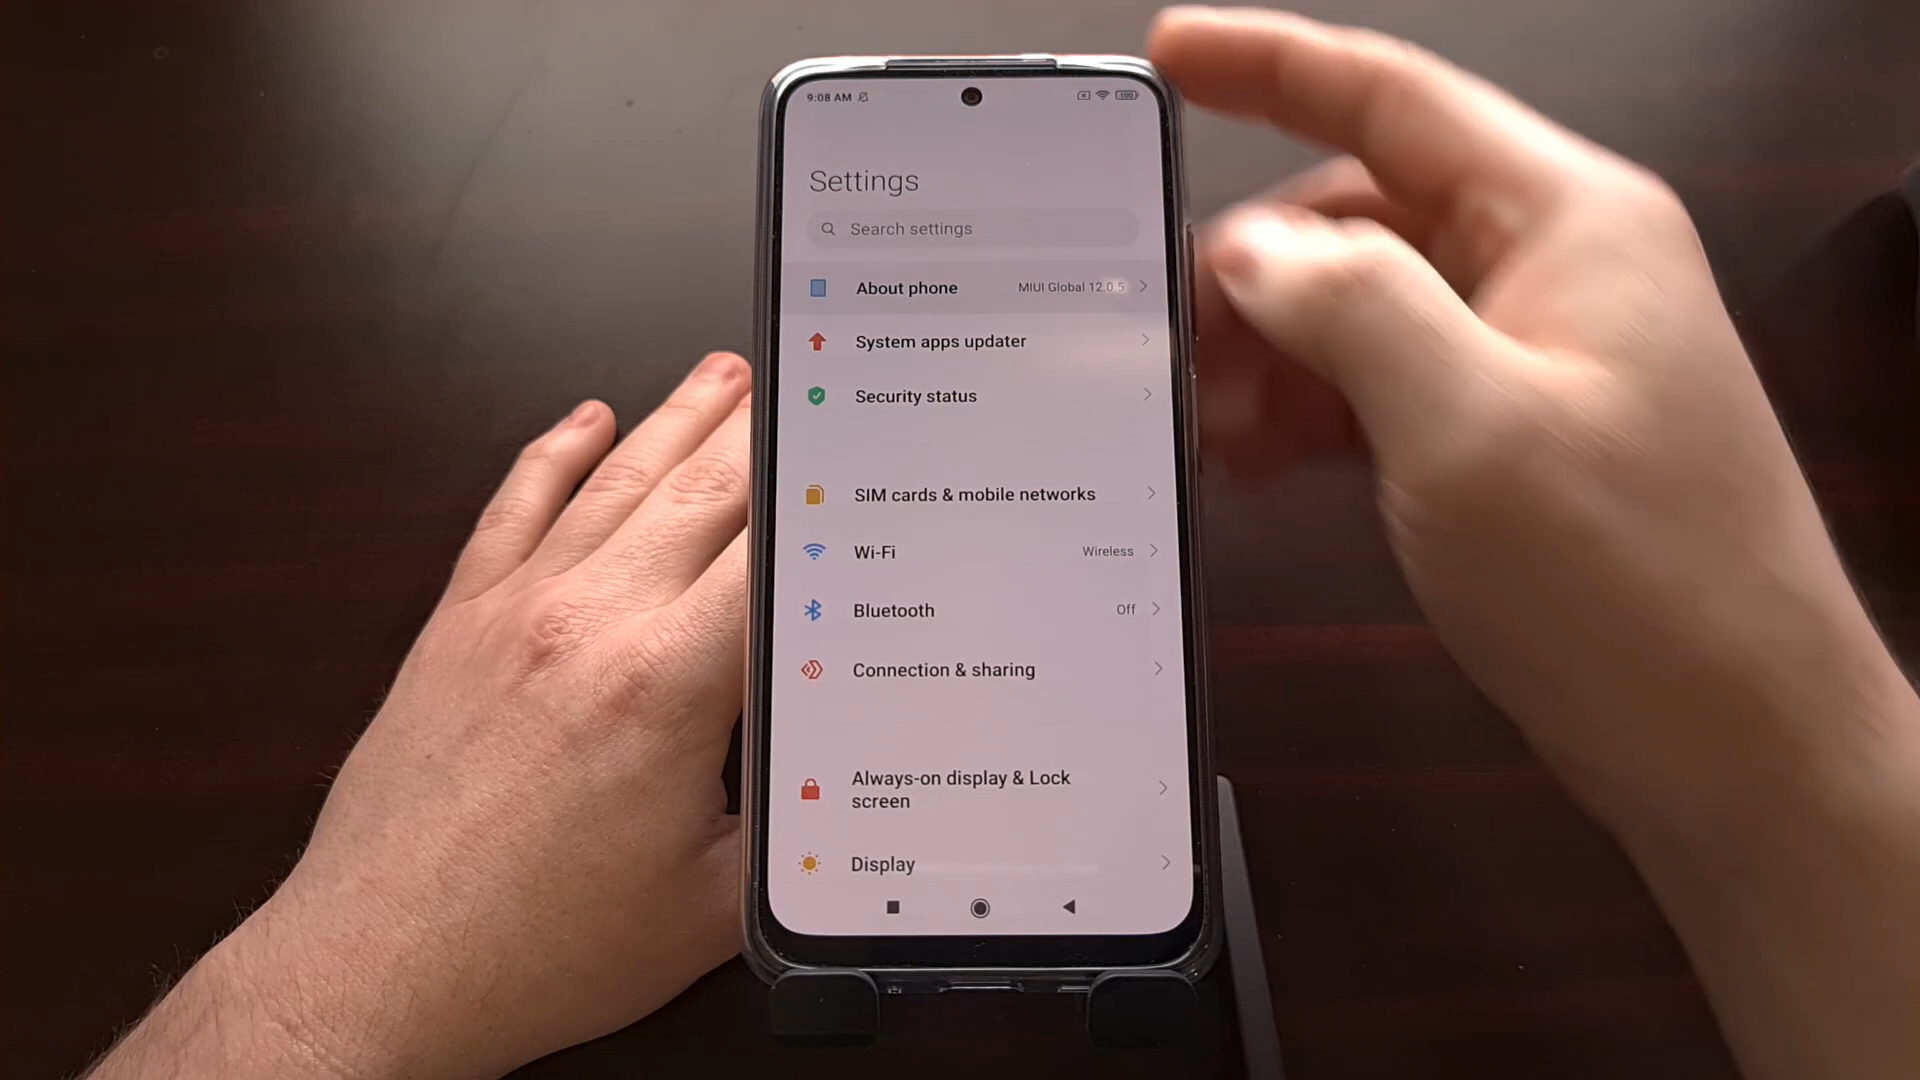 9:08 AM
100
Settings
Search settings
About phone
MIUI Global 12.0.5
System apps updater
Security status
SIM cards & mobile networks
Wi-Fi
Wireless
Bluetooth
Off
Connection & sharing
Always-on display & Lock
screen
Display